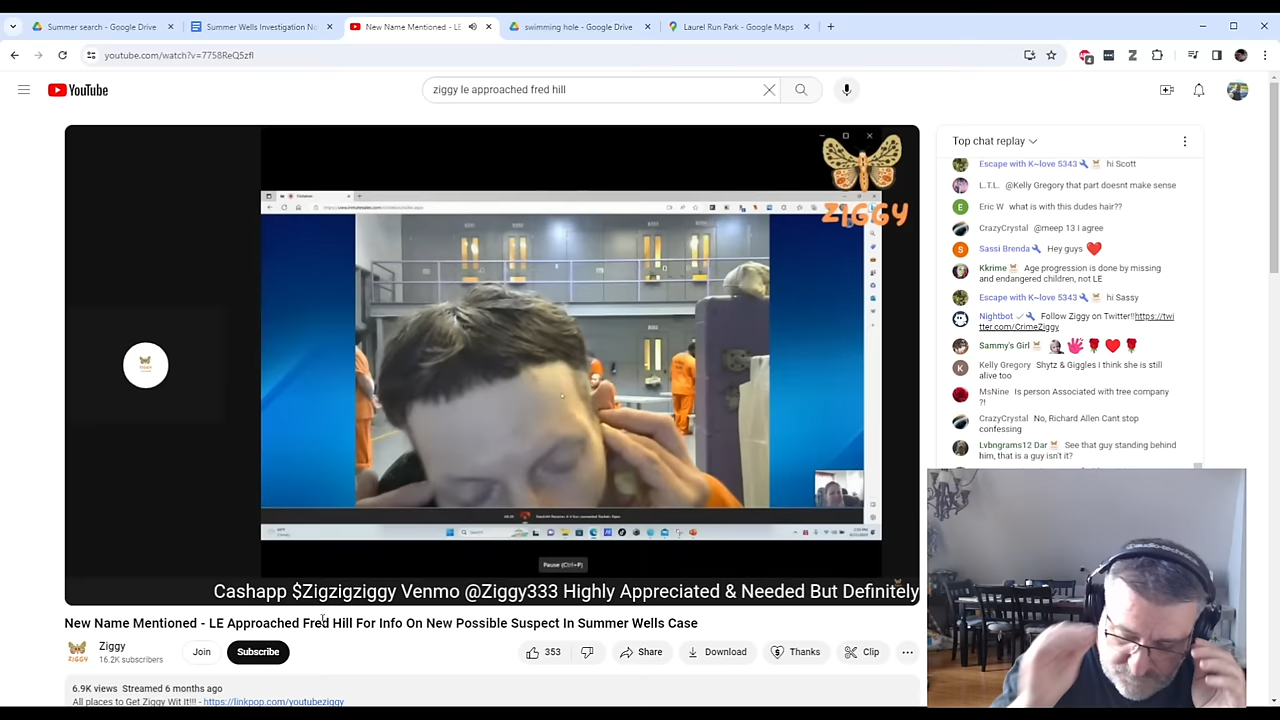 Summer search - Google Drive
Summer Wells Investigation No
New Name Mentioned - LE
swimming hole - Google Drive
Laurel Run Park - Google Maps
youtube.com/watch?v=7758ReQ5zfI
YouTube
ziggy le approached fred hill
ZIGGY
Pause (Ctrl+P)
Cashapp $Zigzigziggy Venmo @Ziggy333 Highly Appreciated & Needed But Definitely
New Name Mentioned - LE Approached Fred Hill For Info On New Possible Suspect In Summer Wells Case
Ziggy
16.2K subscribers
Join
Subscribe
353
Share
Download
Thanks
Clip
6.9K views Streamed 6 months ago
All places to Get Ziggy Wit It!!! - https://linkpop.com/youtubeziggy
Top chat replay
Escape with K~love 5343 hi Scott
L.T.L. @Kelly Gregory that part doesnt make sense
Eric W what is with this dudes hair??
CrazyCrystal @meep 13 I agree
Sassi Brenda Hey guys
Kkrime Age progression is done by missing
and endangered children, not LE
Escape with K~love 5343 hi Sassy
Nightbot Follow Ziggy on Twitter!!https://twi
tter.com/CrimeZiggy
Sammy's Girl
Kelly Gregory Shytz & Giggles I think she is still
alive too
MsNine Is person Associated with tree company
?!
CrazyCrystal No, Richard Allen Cant stop
confessing
Lvbngrams12 Dar See that guy standing behind
him, that is a guy isn't it?